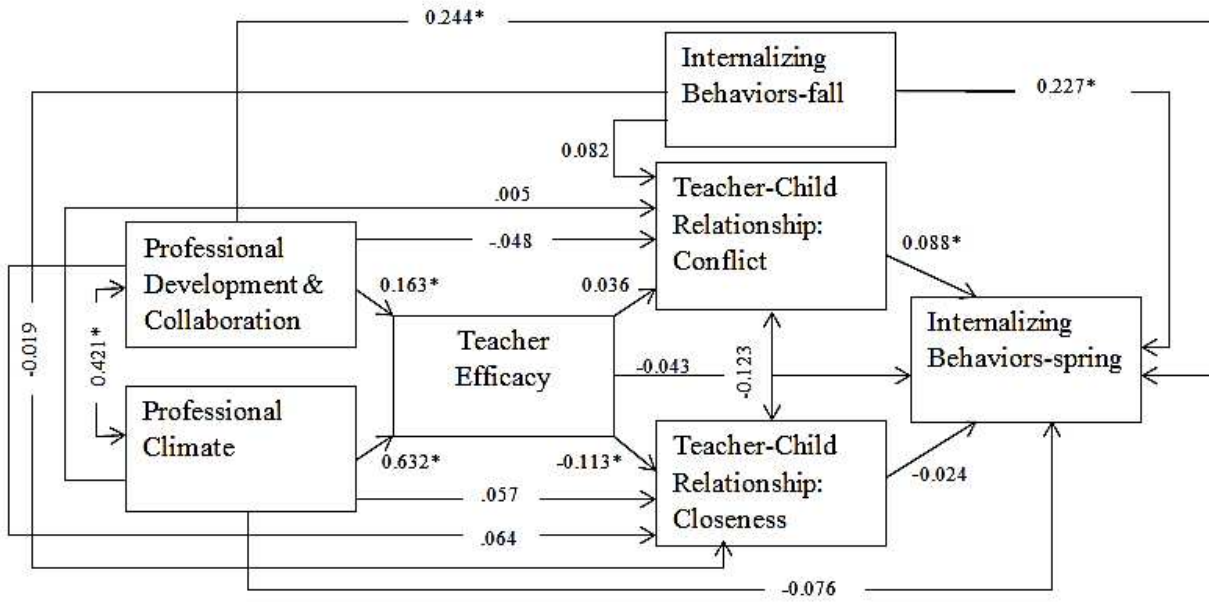 0.244*
Internalizing
Behaviors-fall
0.227*
0.082
Teacher-Child
Relationship:
Conflict
.005
-.048
Professional
Development &
Collaboration
0.163*
0.036
0.088*
Internalizing
Behaviors-spring
-0.019
0.421*
Teacher
Efficacy
-0.043
-0.123
Professional
Climate
0.632*
-0.113*
Teacher-Child
Relationship:
Closeness
-0.024
.057
.064
-0.076